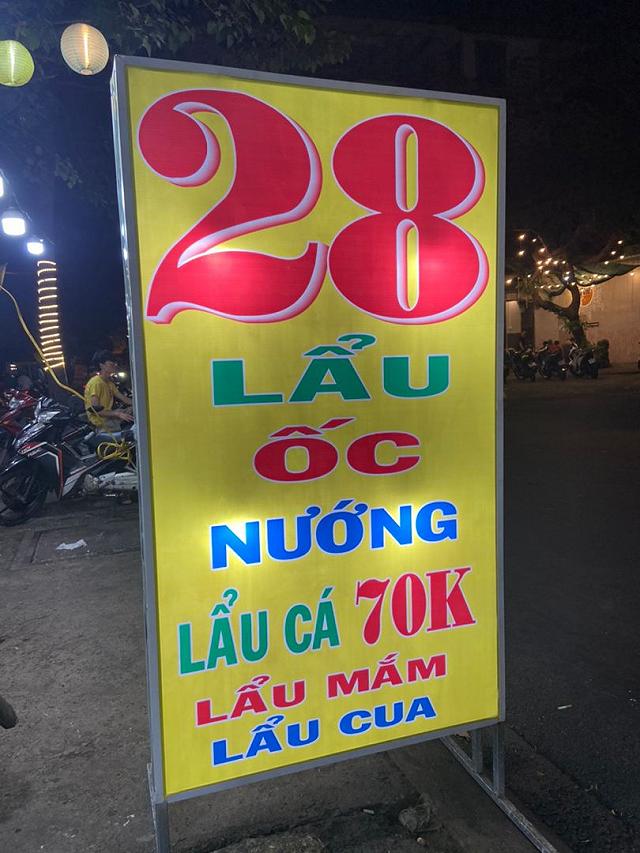 28
LẨU
ỐC
NƯỚNG
LẨU CÁ 70K
LẨU MẮM
LẨU CUA